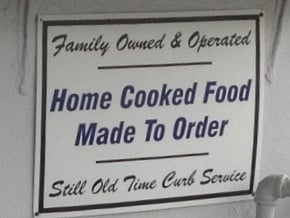 Family Owned & Operated
Home Cooked Food
Made To Order
Still Old Time Curb Service